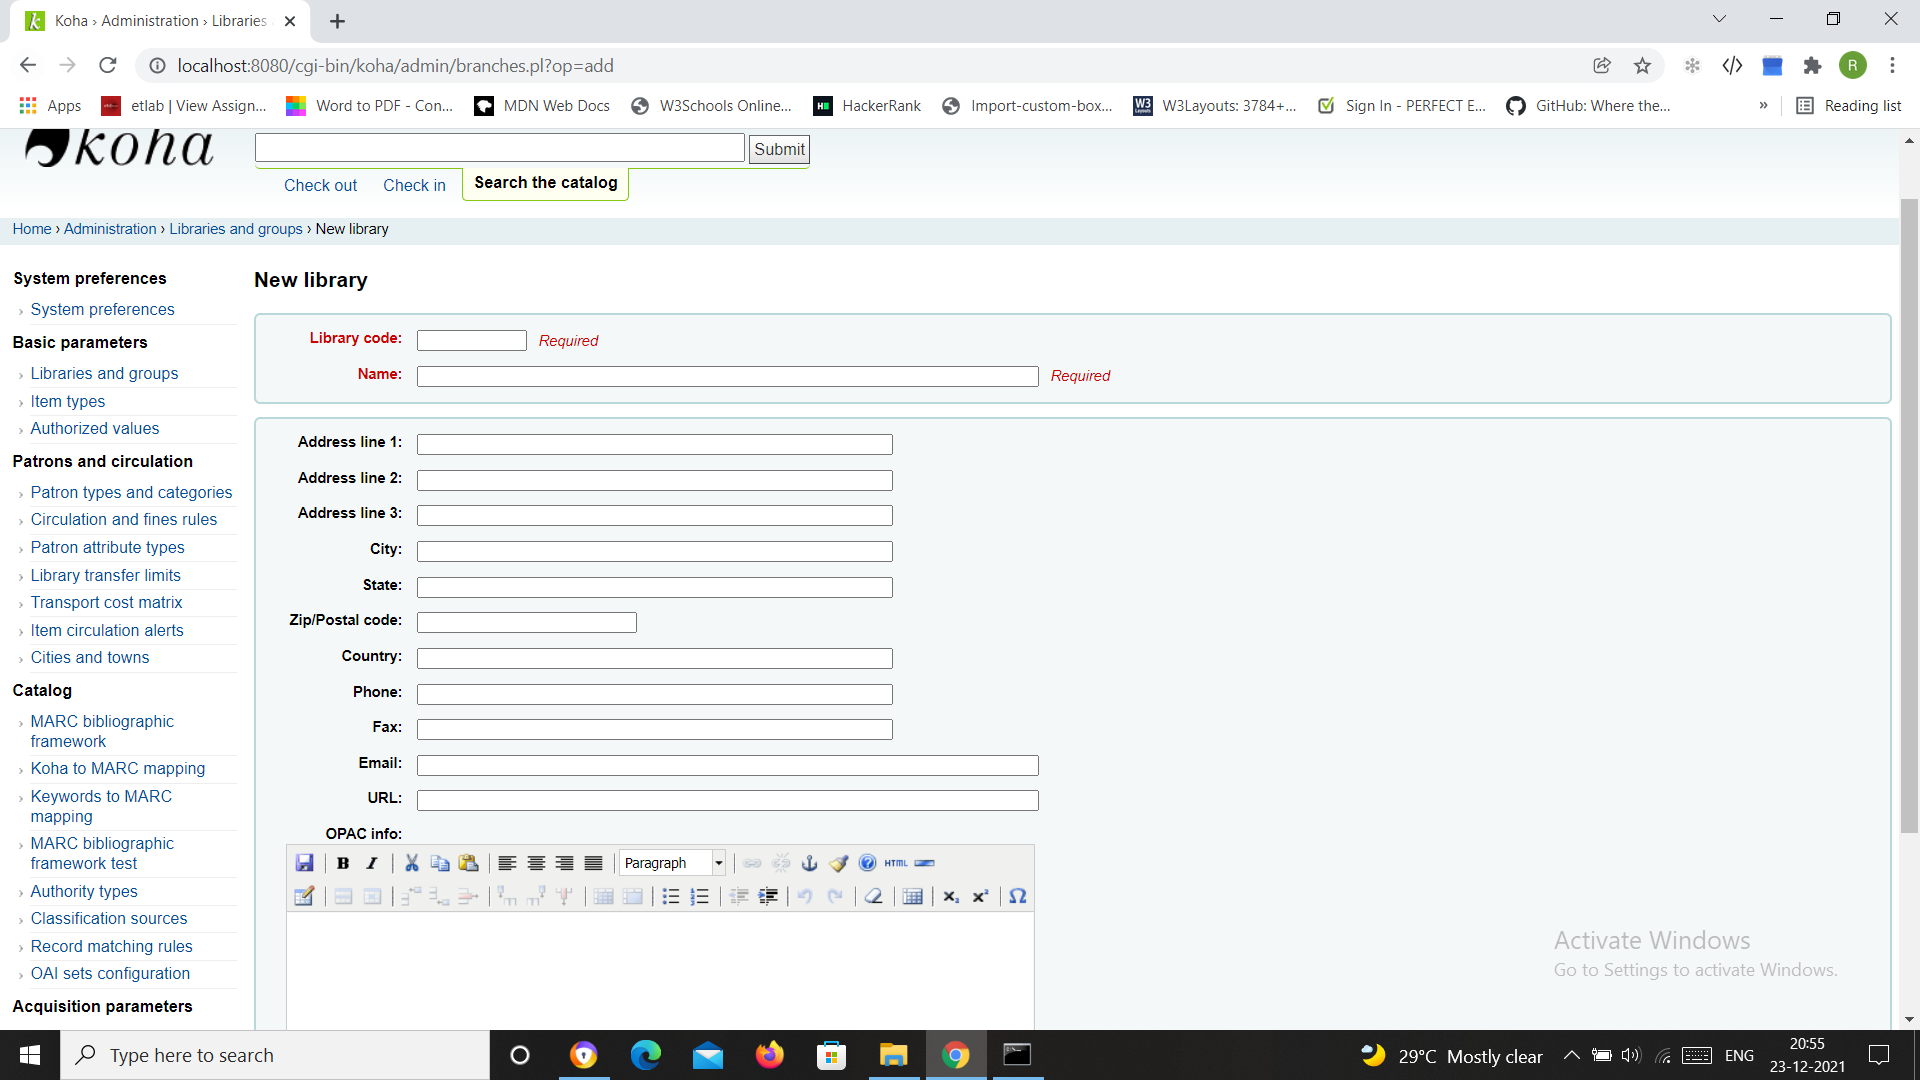 Koha › Administration › Libraries
localhost:8080/cgi-bin/koha/admin/branches.pl?op=add
R
Apps
etlab | View Assign...
Word to PDF - Con...
MDN Web Docs
W3Schools Online...
HackerRank
Import-custom-box...
W3Layouts: 3784+...
Sign In - PERFECT E...
GitHub: Where the...
»
Reading list
koha
Submit
Check out
Check in
Search the catalog
Home › Administration › Libraries and groups › New library
System preferences
System preferences
Basic parameters
Libraries and groups
Item types
Authorized values
Patrons and circulation
Patron types and categories
Circulation and fines rules
Patron attribute types
Library transfer limits
Transport cost matrix
Item circulation alerts
Cities and towns
Catalog
MARC bibliographic
framework
Koha to MARC mapping
Keywords to MARC
mapping
MARC bibliographic
framework test
Authority types
Classification sources
Record matching rules
OAI sets configuration
Acquisition parameters
New library
Library code:
Required
Name:
Required
Address line 1:
Address line 2:
Address line 3:
City:
State:
Zip/Postal code:
Country:
Phone:
Fax:
Email:
URL:
OPAC info:
B I
Paragraph
HTML
Activate Windows
Go to Settings to activate Windows.
Type here to search
29°C Mostly clear
ENG
20:55
23-12-2021